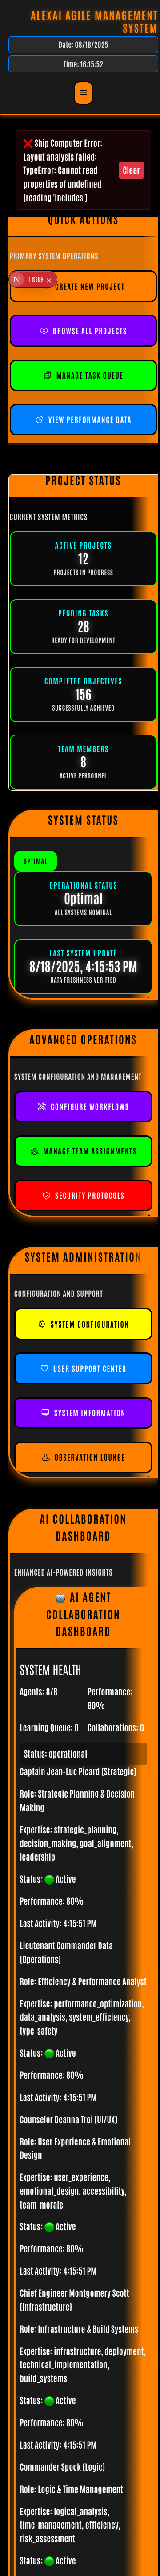 ALEXAI AGILE MANAGEMENT
SYSTEM
Date: 08/18/2025
Time: 16:15:52
❌ Ship Computer Error:
Layout analysis failed:
TypeError: Cannot read
properties of undefined
(reading 'includes')
Clear
QUICK ACTIONS
PRIMARY SYSTEM OPERATIONS
N 1 Issue ×
CREATE NEW PROJECT
BROWSE ALL PROJECTS
MANAGE TASK QUEUE
VIEW PERFORMANCE DATA
PROJECT STATUS
CURRENT SYSTEM METRICS
ACTIVE PROJECTS
12
PROJECTS IN PROGRESS
PENDING TASKS
28
READY FOR DEVELOPMENT
COMPLETED OBJECTIVES
156
SUCCESSFULLY ACHIEVED
TEAM MEMBERS
8
ACTIVE PERSONNEL
SYSTEM STATUS
OPTIMAL
OPERATIONAL STATUS
Optimal
ALL SYSTEMS NOMINAL
LAST SYSTEM UPDATE
8/18/2025, 4:15:53 PM
DATA FRESHNESS VERIFIED
ADVANCED OPERATIONS
SYSTEM CONFIGURATION AND MANAGEMENT
CONFIGURE WORKFLOWS
MANAGE TEAM ASSIGNMENTS
SECURITY PROTOCOLS
SYSTEM ADMINISTRATION
CONFIGURATION AND SUPPORT
SYSTEM CONFIGURATION
USER SUPPORT CENTER
SYSTEM INFORMATION
OBSERVATION LOUNGE
AI COLLABORATION
DASHBOARD
ENHANCED AI-POWERED INSIGHTS
🤖 AI AGENT
COLLABORATION
DASHBOARD
SYSTEM HEALTH
Agents: 8/8 Performance:
80%
Learning Queue: 0 Collaborations: 0
Status: operational
Captain Jean-Luc Picard (Strategic)
Role: Strategic Planning & Decision
Making
Expertise: strategic_planning,
decision_making, goal_alignment,
leadership
Status: 🟢 Active
Performance: 80%
Last Activity: 4:15:51 PM
Lieutenant Commander Data
(Operations)
Role: Efficiency & Performance Analyst
Expertise: performance_optimization,
data_analysis, system_efficiency,
type_safety
Status: 🟢 Active
Performance: 80%
Last Activity: 4:15:51 PM
Counselor Deanna Troi (UI/UX)
Role: User Experience & Emotional
Design
Expertise: user_experience,
emotional_design, accessibility,
team_morale
Status: 🟢 Active
Performance: 80%
Last Activity: 4:15:51 PM
Chief Engineer Montgomery Scott
(Infrastructure)
Role: Infrastructure & Build Systems
Expertise: infrastructure, deployment,
technical_implementation,
build_systems
Status: 🟢 Active
Performance: 80%
Last Activity: 4:15:51 PM
Commander Spock (Logic)
Role: Logic & Time Management
Expertise: logical_analysis,
time_management, efficiency,
risk_assessment
Status: 🟢 Active